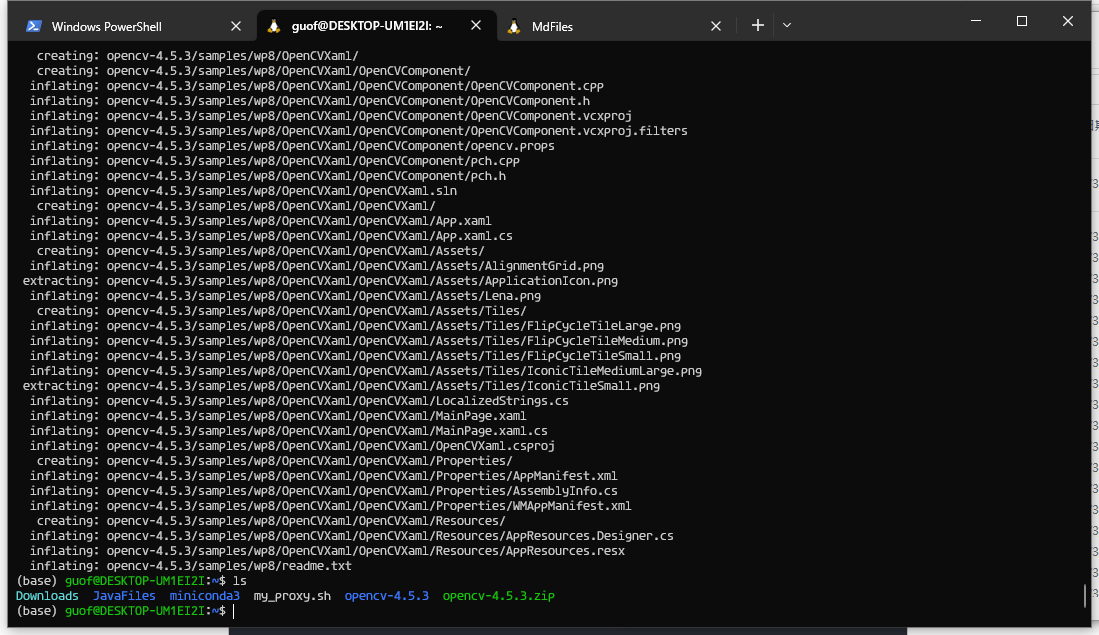 Windows PowerShell
guof@DESKTOP-UM1EI2I: ~
MdFiles
creating: opencv-4.5.3/samples/wp8/OpenCVXaml/
creating: opencv-4.5.3/samples/wp8/OpenCVXaml/OpenCVComponent/
inflating: opencv-4.5.3/samples/wp8/OpenCVXaml/OpenCVComponent/OpenCVComponent.cpp
inflating: opencv-4.5.3/samples/wp8/OpenCVXaml/OpenCVComponent/OpenCVComponent.h
inflating: opencv-4.5.3/samples/wp8/OpenCVXaml/OpenCVComponent/OpenCVComponent.vcxproj
inflating: opencv-4.5.3/samples/wp8/OpenCVXaml/OpenCVComponent/OpenCVComponent.vcxproj.filters
inflating: opencv-4.5.3/samples/wp8/OpenCVXaml/OpenCVComponent/opencv.props
inflating: opencv-4.5.3/samples/wp8/OpenCVXaml/OpenCVComponent/pch.cpp
inflating: opencv-4.5.3/samples/wp8/OpenCVXaml/OpenCVComponent/pch.h
inflating: opencv-4.5.3/samples/wp8/OpenCVXaml/OpenCVXaml.sln
creating: opencv-4.5.3/samples/wp8/OpenCVXaml/OpenCVXaml/
inflating: opencv-4.5.3/samples/wp8/OpenCVXaml/OpenCVXaml/App.xaml
inflating: opencv-4.5.3/samples/wp8/OpenCVXaml/OpenCVXaml/App.xaml.cs
creating: opencv-4.5.3/samples/wp8/OpenCVXaml/OpenCVXaml/Assets/
inflating: opencv-4.5.3/samples/wp8/OpenCVXaml/OpenCVXaml/Assets/AlignmentGrid.png
extracting: opencv-4.5.3/samples/wp8/OpenCVXaml/OpenCVXaml/Assets/ApplicationIcon.png
inflating: opencv-4.5.3/samples/wp8/OpenCVXaml/OpenCVXaml/Assets/Lena.png
creating: opencv-4.5.3/samples/wp8/OpenCVXaml/OpenCVXaml/Assets/Tiles/
inflating: opencv-4.5.3/samples/wp8/OpenCVXaml/OpenCVXaml/Assets/Tiles/FlipCycleTileLarge.png
inflating: opencv-4.5.3/samples/wp8/OpenCVXaml/OpenCVXaml/Assets/Tiles/FlipCycleTileMedium.png
inflating: opencv-4.5.3/samples/wp8/OpenCVXaml/OpenCVXaml/Assets/Tiles/FlipCycleTileSmall.png
inflating: opencv-4.5.3/samples/wp8/OpenCVXaml/OpenCVXaml/Assets/Tiles/IconicTileMediumLarge.png
extracting: opencv-4.5.3/samples/wp8/OpenCVXaml/OpenCVXaml/Assets/Tiles/IconicTileSmall.png
inflating: opencv-4.5.3/samples/wp8/OpenCVXaml/OpenCVXaml/LocalizedStrings.cs
inflating: opencv-4.5.3/samples/wp8/OpenCVXaml/OpenCVXaml/MainPage.xaml
inflating: opencv-4.5.3/samples/wp8/OpenCVXaml/OpenCVXaml/MainPage.xaml.cs
inflating: opencv-4.5.3/samples/wp8/OpenCVXaml/OpenCVXaml/OpenCVXaml.csproj
creating: opencv-4.5.3/samples/wp8/OpenCVXaml/OpenCVXaml/Properties/
inflating: opencv-4.5.3/samples/wp8/OpenCVXaml/OpenCVXaml/Properties/AppManifest.xml
inflating: opencv-4.5.3/samples/wp8/OpenCVXaml/OpenCVXaml/Properties/AssemblyInfo.cs
inflating: opencv-4.5.3/samples/wp8/OpenCVXaml/OpenCVXaml/Properties/WMAppManifest.xml
creating: opencv-4.5.3/samples/wp8/OpenCVXaml/OpenCVXaml/Resources/
inflating: opencv-4.5.3/samples/wp8/OpenCVXaml/OpenCVXaml/Resources/AppResources.Designer.cs
inflating: opencv-4.5.3/samples/wp8/OpenCVXaml/OpenCVXaml/Resources/AppResources.resx
inflating: opencv-4.5.3/samples/wp8/readme.txt
(base) guof@DESKTOP-UM1EI2I:~$ ls
Downloads JavaFiles miniconda3 my_proxy.sh opencv-4.5.3 opencv-4.5.3.zip
(base) guof@DESKTOP-UM1EI2I:~$